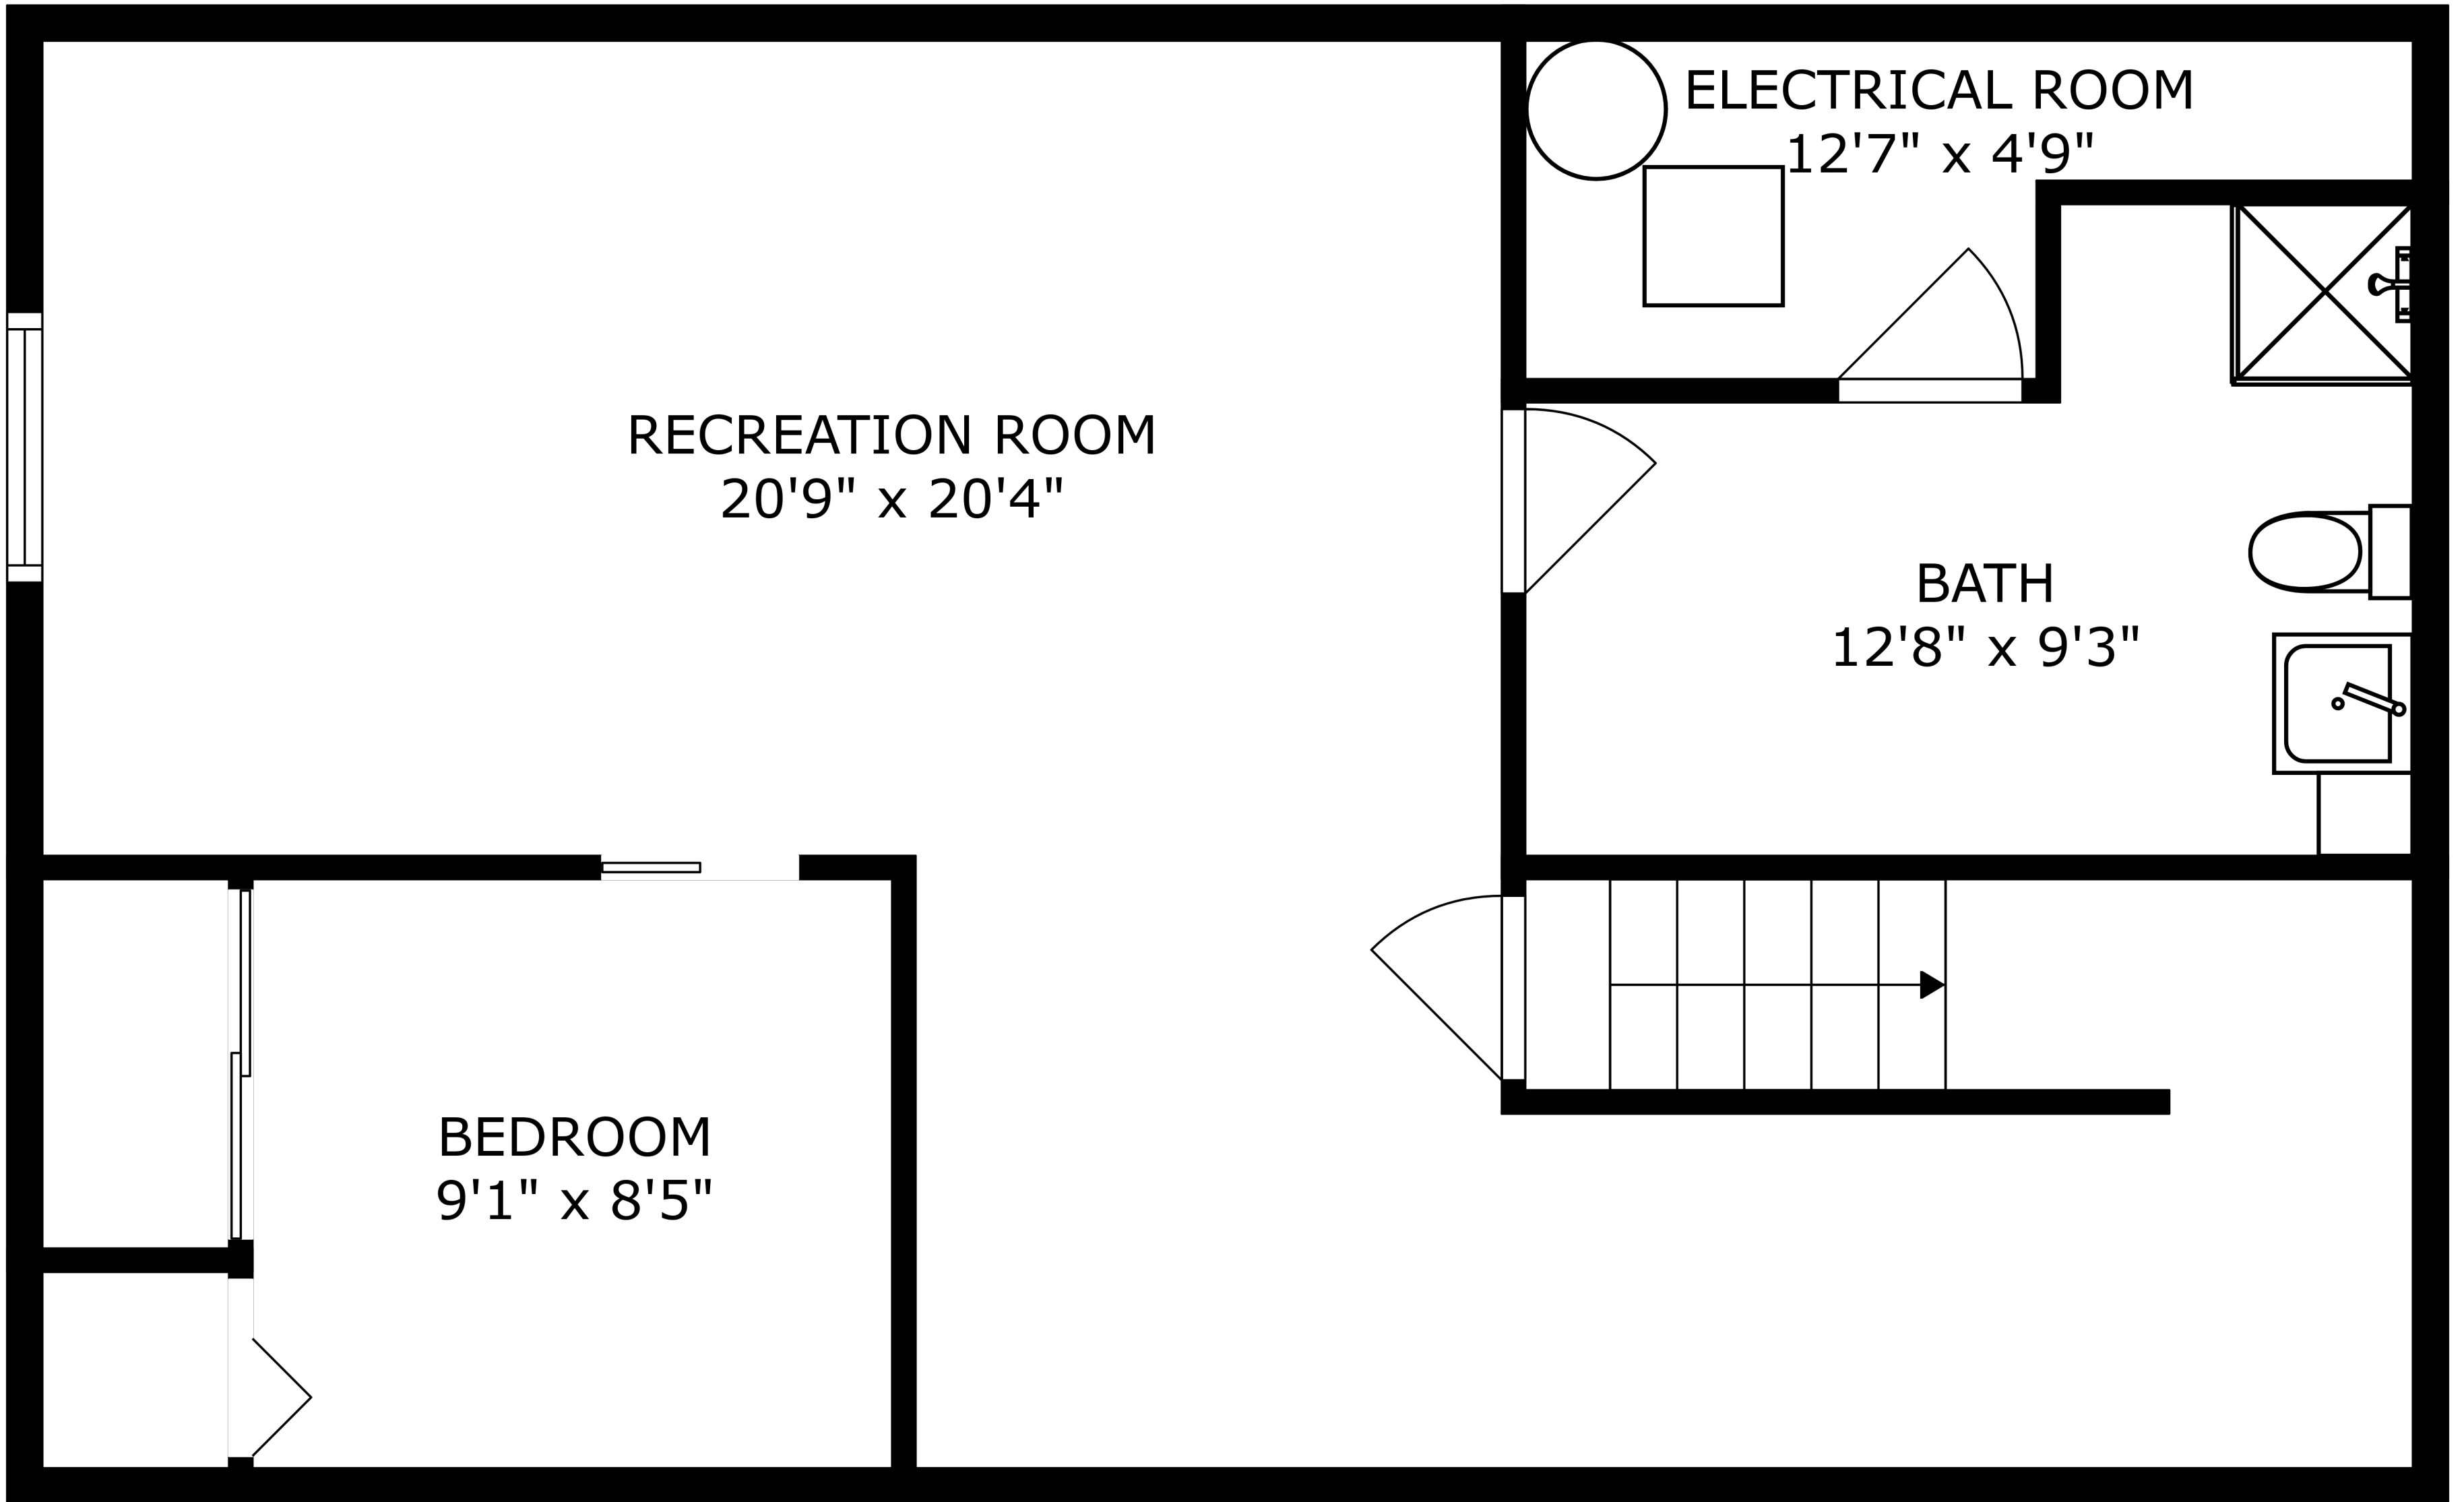 ELECTRICAL ROOM
12'7" x 4'9"
RECREATION ROOM
20'9" x 20'4"
BATH
12'8" x 9'3"
BEDROOM
9'1" x 8'5"